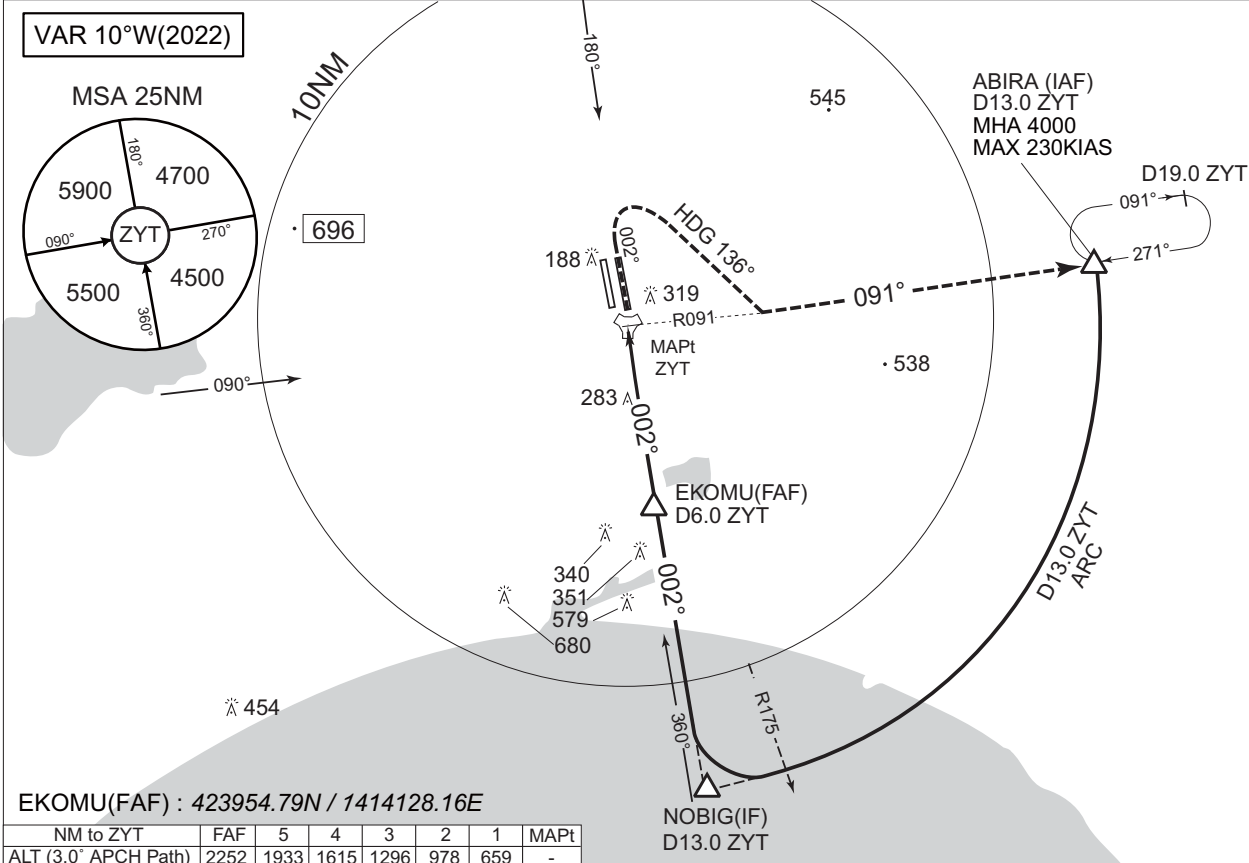 VAR 10°W(2022)
MSA 25NM
5900
4700
5500
4500
ZYT
180°
090°
270°
360°
10NM
180°
545
ABIRA (IAF)
D13.0 ZYT
MHA 4000
MAX 230KIAS
D19.0 ZYT
091°
271°
696
188
002°
HDG 136°
319
R091
091°
MAPt
ZYT
538
090°
283
002°
EKOMU(FAF)
D6.0 ZYT
340
351
579
680
002°
D13.0 ZYT
ARC
454
360°
R175
NOBIG(IF)
D13.0 ZYT
EKOMU(FAF) : 423954.79N / 1414128.16E
NM to ZYT FAF 5 4 3 2 1 MAPt
ALT (3.0° APCH Path) 2252 1933 1615 1296 978 659 -